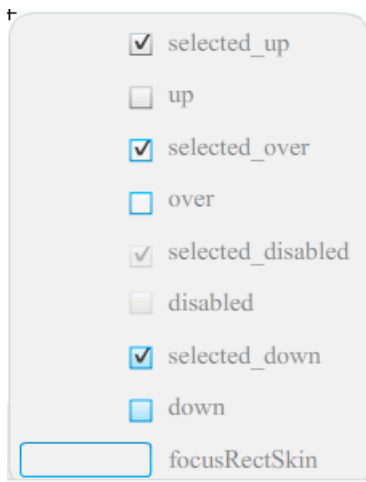 selected_up
up
selected_over
over
selected_disabled
disabled
selected_down
down
focusRectSkin